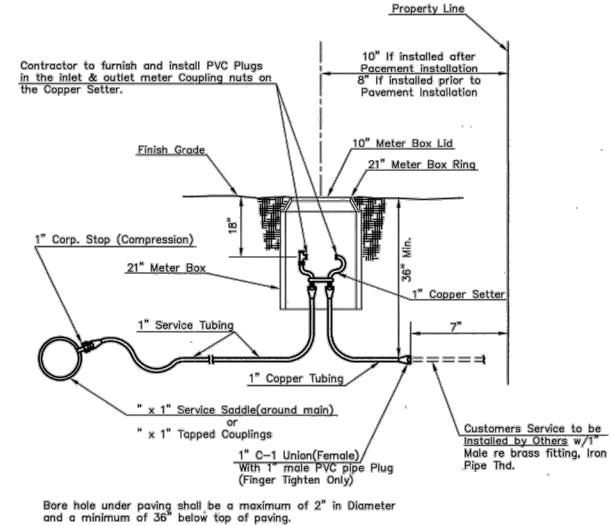 Property Line
10" If installed after
Pacement installation
8" If installed prior to
Pavement Installation
Contractor to furnish and install PVC Plugs
in the inlet & outlet meter Coupling nuts on
the Copper Setter.
10" Meter Box Lid
Finish Grade
21" Meter Box Ring
18"
36" Min.
1" Corp. Stop (Compression)
21" Meter Box
1" Copper Setter
1" Service Tubing
7"
1" Copper Tubing
" x 1" Service Saddle(around main)
or
" x 1" Tapped Couplings
Customers Service to be
Installed by Others w/1"
Male re brass fitting, Iron
Pipe Thd.
1" C-1 Union(Female)
With 1" male PVC pipe Plug
(Finger Tighten Only)
Bore hole under paving shall be a maximum of 2" in Diameter
and a minimum of 36" below top of paving.